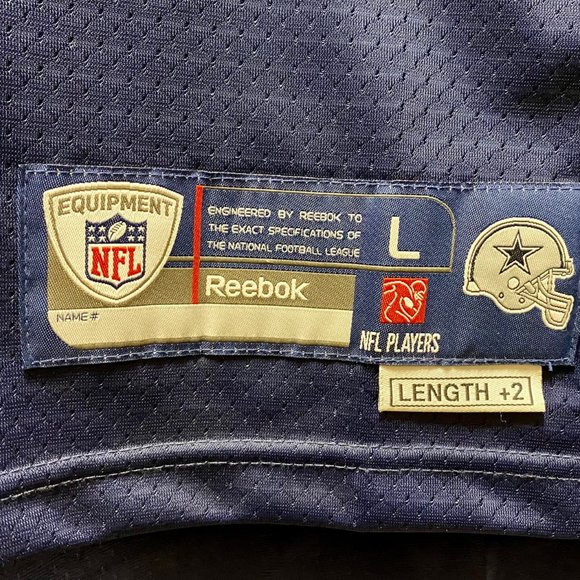 EQUIPMENT
NFL
ENGINEERED BY REEBOK TO
THE EXACT SPECIFICATIONS OF
THE NATIONAL FOOTBALL LEAGUE
L
Reebok
NAME #
NFL PLAYERS
LENGTH +2